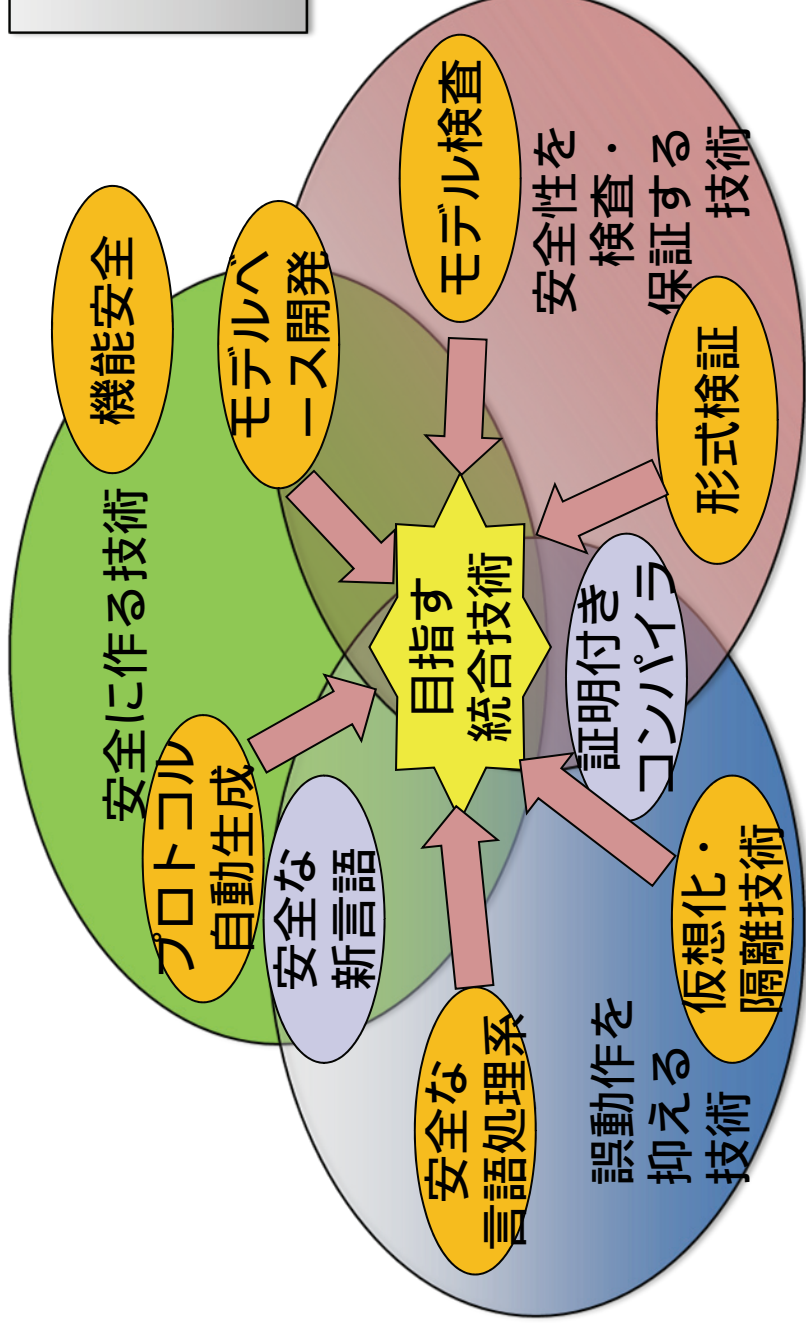 安全に作る技術
機能安全
プロトコル
自動生成
モデルベ
ース開発
安全な
新言語
目指す
統合技術
安全な
言語処理系
モデル検査
安全性を
検査・
保証する
技術
証明付き
コンパイラ
形式検証
仮想化・
隔離技術
誤動作を
抑える
技術